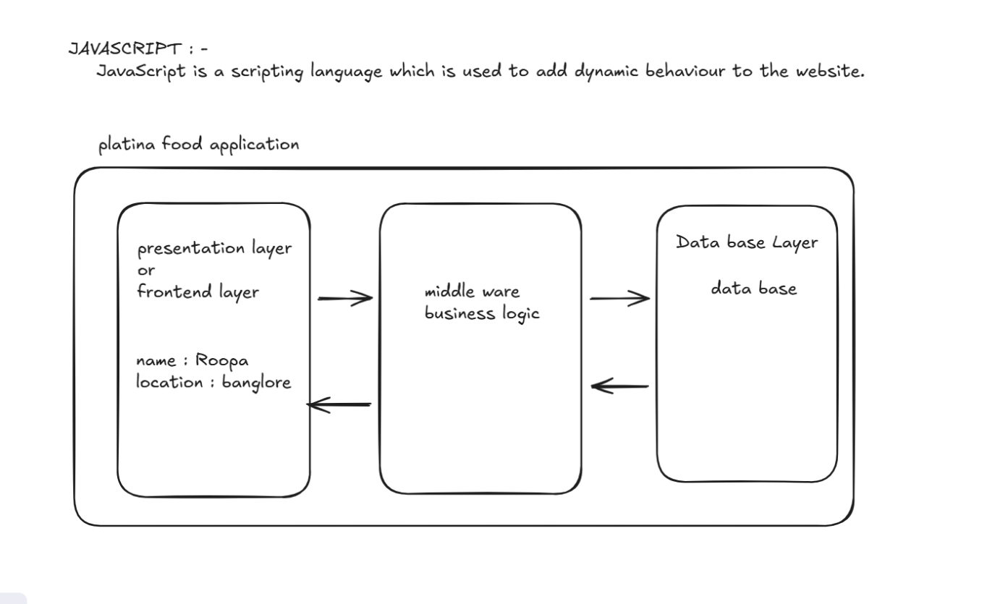 JAVASCRIPT : -
JavaScript is a scripting language which is used to add dynamic behaviour to the website.
platina food application
presentation layer
or
frontend layer
name : Roopa
location : banglore
middle ware
business logic
Data base Layer
data base